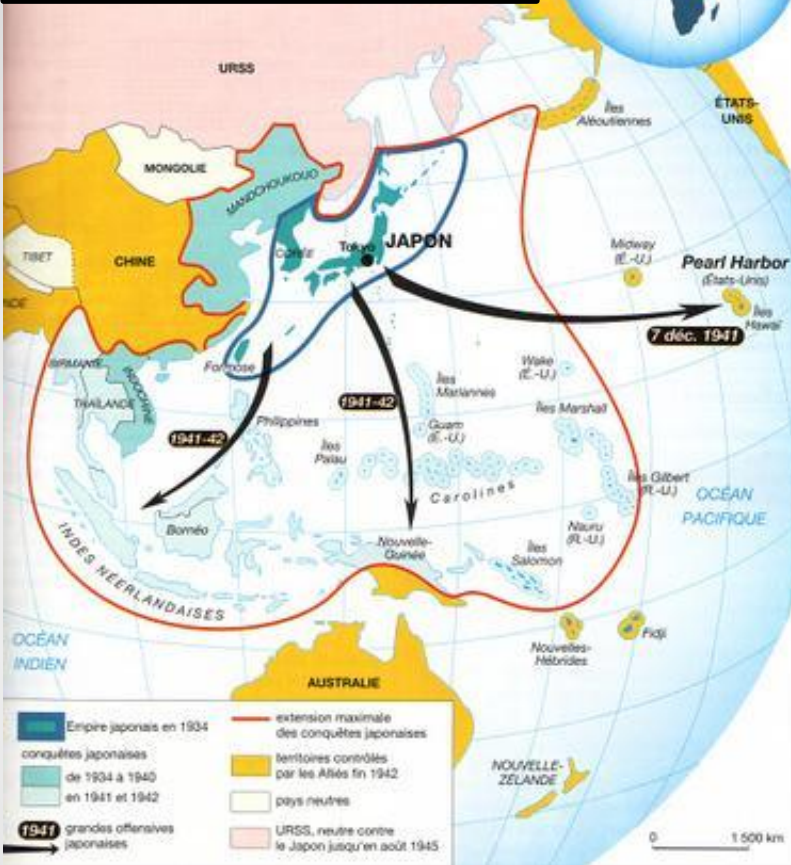 URSS
Îles
Aléoutiennes
ÉTATS-
UNIS
MONGOLIE
MANDCHOUKOUO
TIBET
CHINE
CORÉE
Tokyo
JAPON
Midway
(É.-U.)
Pearl Harbor
(États-Unis)
Îles
Hawaï
7 déc. 1941
BIRMANIE
Formose
INDOCHINE
THAÏLANDE
Wake
(É.-U.)
Îles
Mariannes
1941-42
Îles Marshall
Philippines
Guam
(É.-U.)
1941-42
Îles
Palau
Carolines
Îles Gilbert
(R.-U.)
OCÉAN
PACIFIQUE
Bornéo
Nauru
(R.-U.)
Nouvelle-
Guinée
Îles
Salomon
INDES NÉERLANDAISES
OCÉAN
INDIEN
Nouvelles-
Hébrides
Fidji
AUSTRALIE
NOUVELLE-
ZÉLANDE
Empire japonais en 1934
conquêtes japonaises
de 1934 à 1940
en 1941 et 1942
1941 grandes offensives
japonaises
extension maximale
des conquêtes japonaises
territoires contrôlés
par les Alliés fin 1942
pays neutres
URSS, neutre contre
le Japon jusqu'en août 1945
0 1 500 km